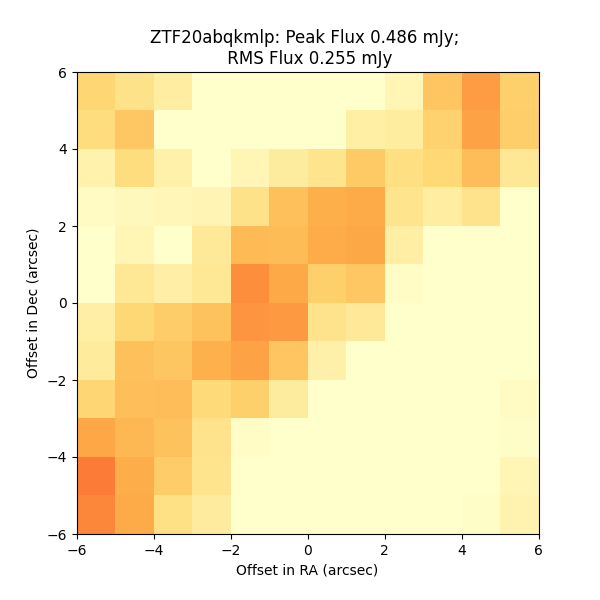 ZTF20abqkmlp: Peak Flux 0.486 mJy;
RMS Flux 0.255 mJy
6
4
2
0
−2
−4
−6
Offset in Dec (arcsec)
−6 −4 −2 0 2 4 6
Offset in RA (arcsec)